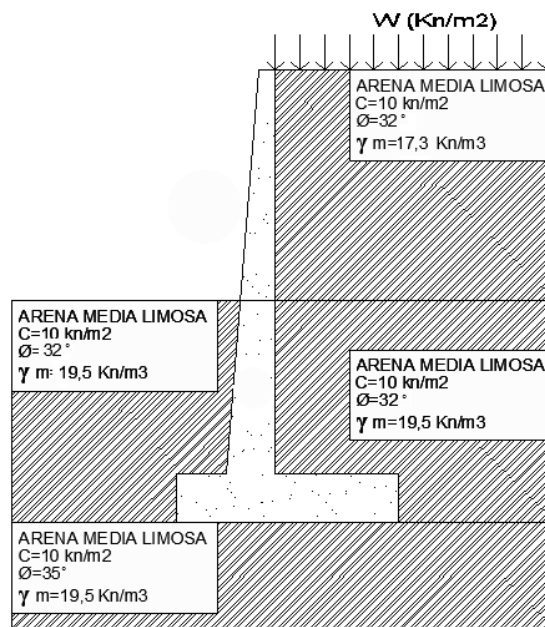 W (Kn/m2)
ARENA MEDIA LIMOSA
C=10 kn/m2
Ø=32°
γ m=17,3 Kn/m3
ARENA MEDIA LIMOSA
C=10 kn/m2
Ø=32°
γ m: 19,5 Kn/m3
ARENA MEDIA LIMOSA
C=10 kn/m2
Ø=32°
γ m=19,5 Kn/m3
ARENA MEDIA LIMOSA
C=10 kn/m2
Ø=35°
γ m=19,5 Kn/m3